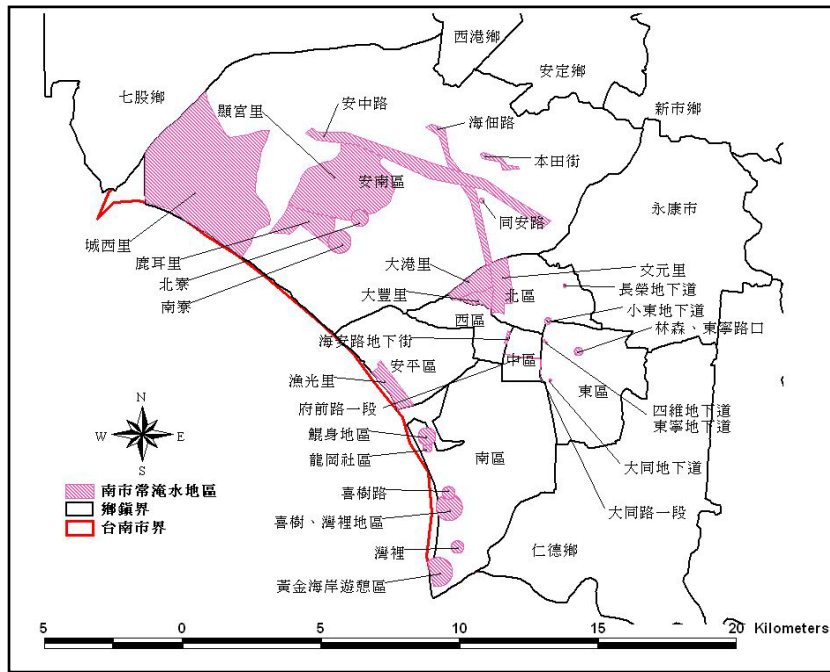 西港鄉
安定鄉
七股鄉
新市鄉
顯宮里
安中路
海佃路
本田街
安南區
永康市
同安路
城西里
鹿耳里
北寮
南寮
大港里
文元里
大豐里
北區
長榮地下道
西區
小東地下道
海安路地下街
林森、東寧路口
中區
安平區
漁光里
東區
府前路一段
四維地下道
東寧地下道
鯤身地區
龍岡社區
南區
大同地下道
喜樹路
大同路一段
喜樹、灣裡地區
灣裡
仁德鄉
黃金海岸遊憩區
N
W E
S
南市常淹水地區
鄉鎮界
台南市界
5 0 5 10 15 20 Kilometers